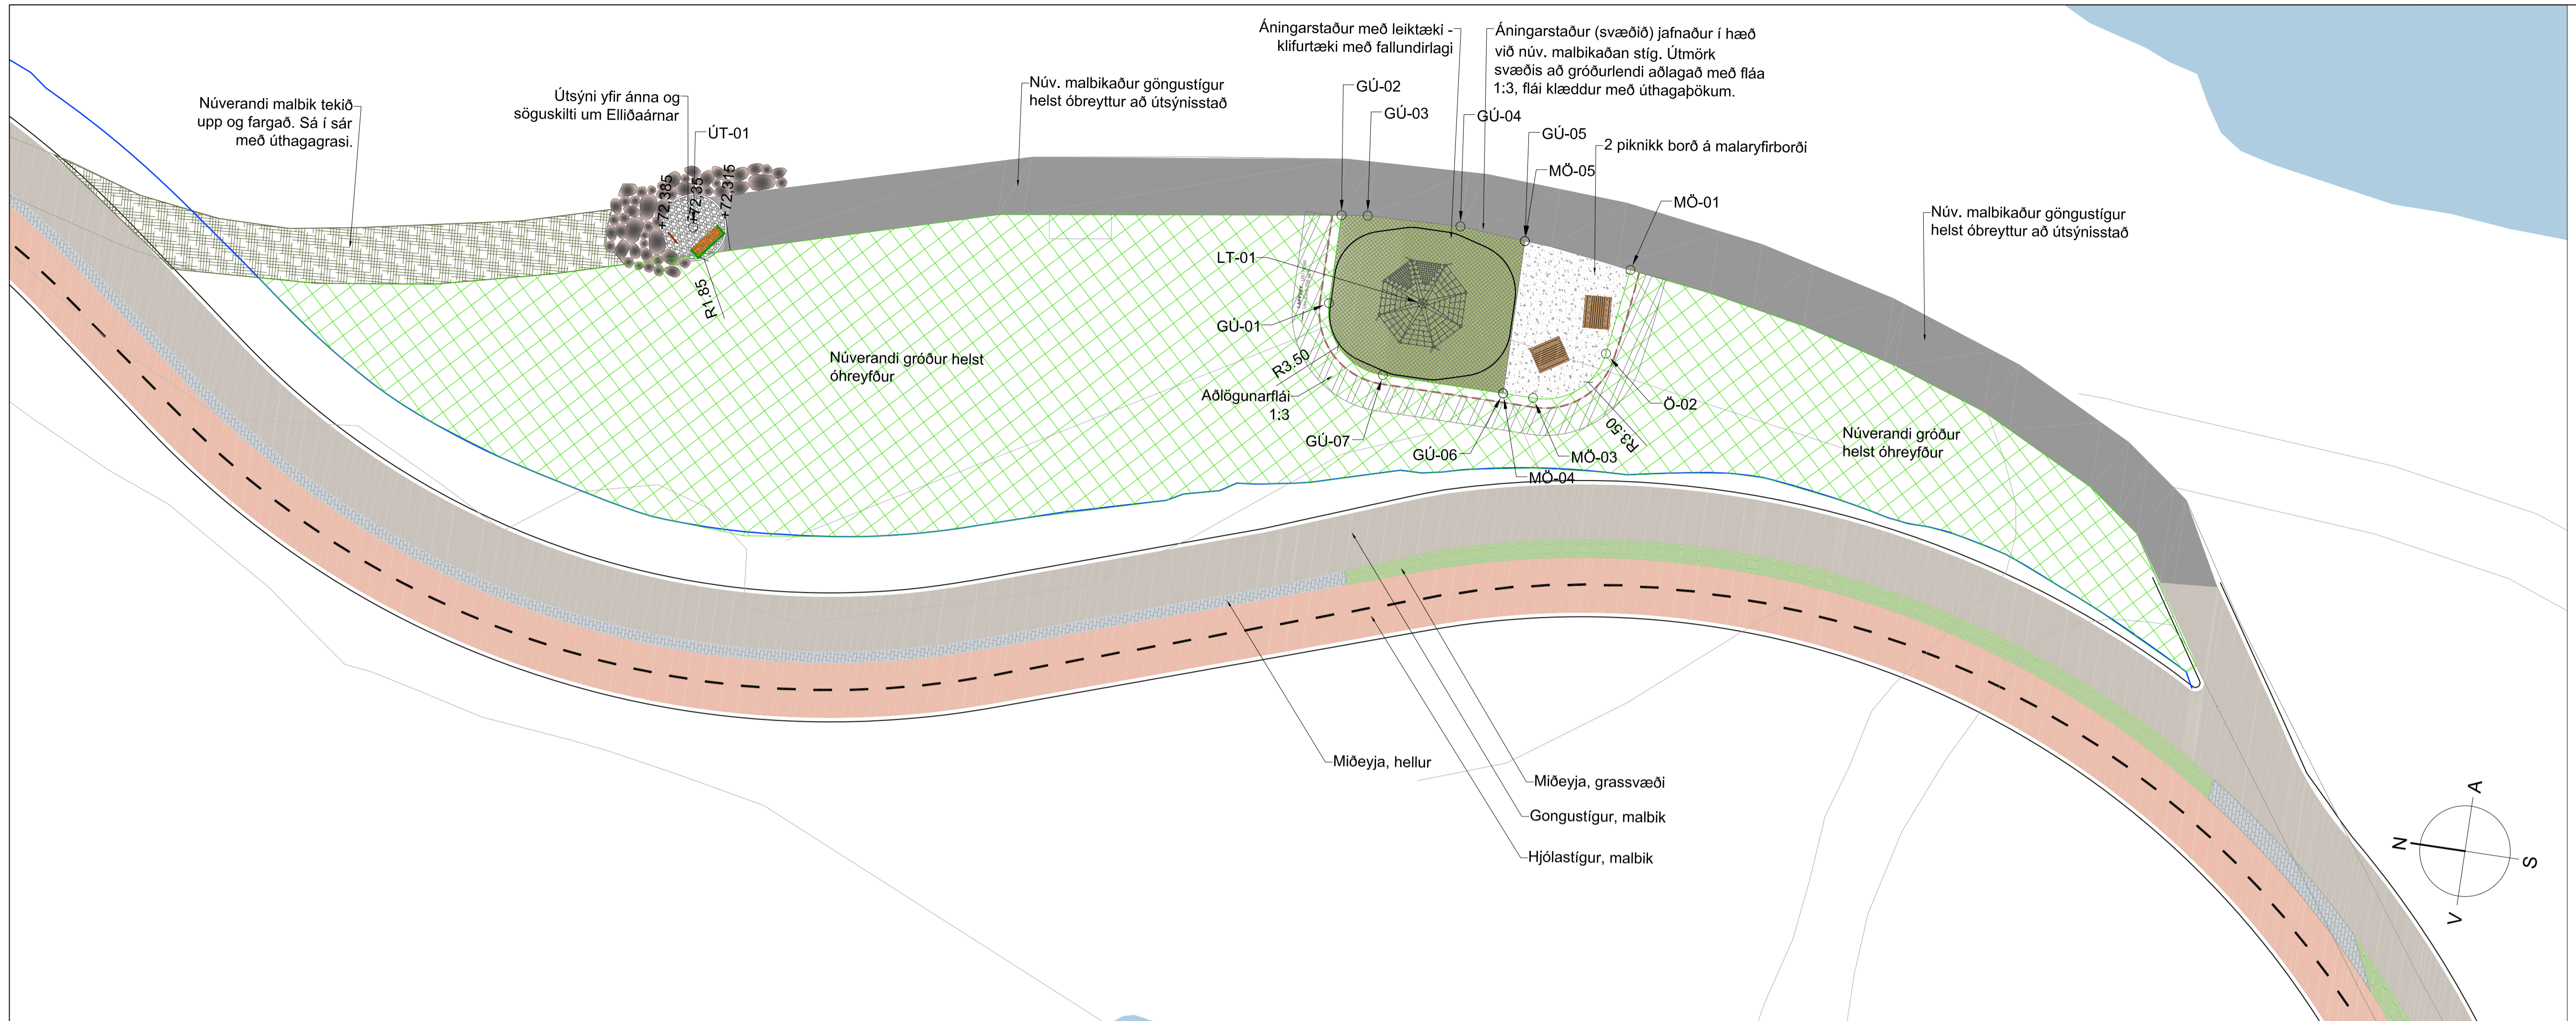 Núverandi malbik tekið
upp og fargað. Sá í sár
með úthagagrasi.
Útsýni yfir ánna og
söguskilti um Elliðaárnar
ÚT-01
+72,385
+72,35
+72,315
R1.85
Núv. malbikaður göngustígur
helst óbreyttur að útsýnisstað
Áningarstaður með leiktæki -
klifurtæki með fallundirlagi
Áningarstaður (svæðið) jafnaður í hæð
við núv. malbikaðan stíg. Útmörk
svæðis að gróðurlendi aðlagað með fláa
1:3, flái klæddur með úthagaþökum.
GÚ-02
GÚ-03
GÚ-04
GÚ-05
MÖ-05
2 piknikk borð á malaryfirborði
MÖ-01
Núv. malbikaður göngustígur
helst óbreyttur að útsýnisstað
LT-01
GÚ-01
R3.50
Aðlögunarflái
1:3
GÚ-07
GÚ-06
MÖ-04
MÖ-03
R3.50
Ö-02
Núverandi gróður helst
óhreyfður
Núverandi gróður
helst óhreyfður
Miðeyja, hellur
Miðeyja, grassvæði
Gongustígur, malbik
Hjólastígur, malbik
A
N
S
V